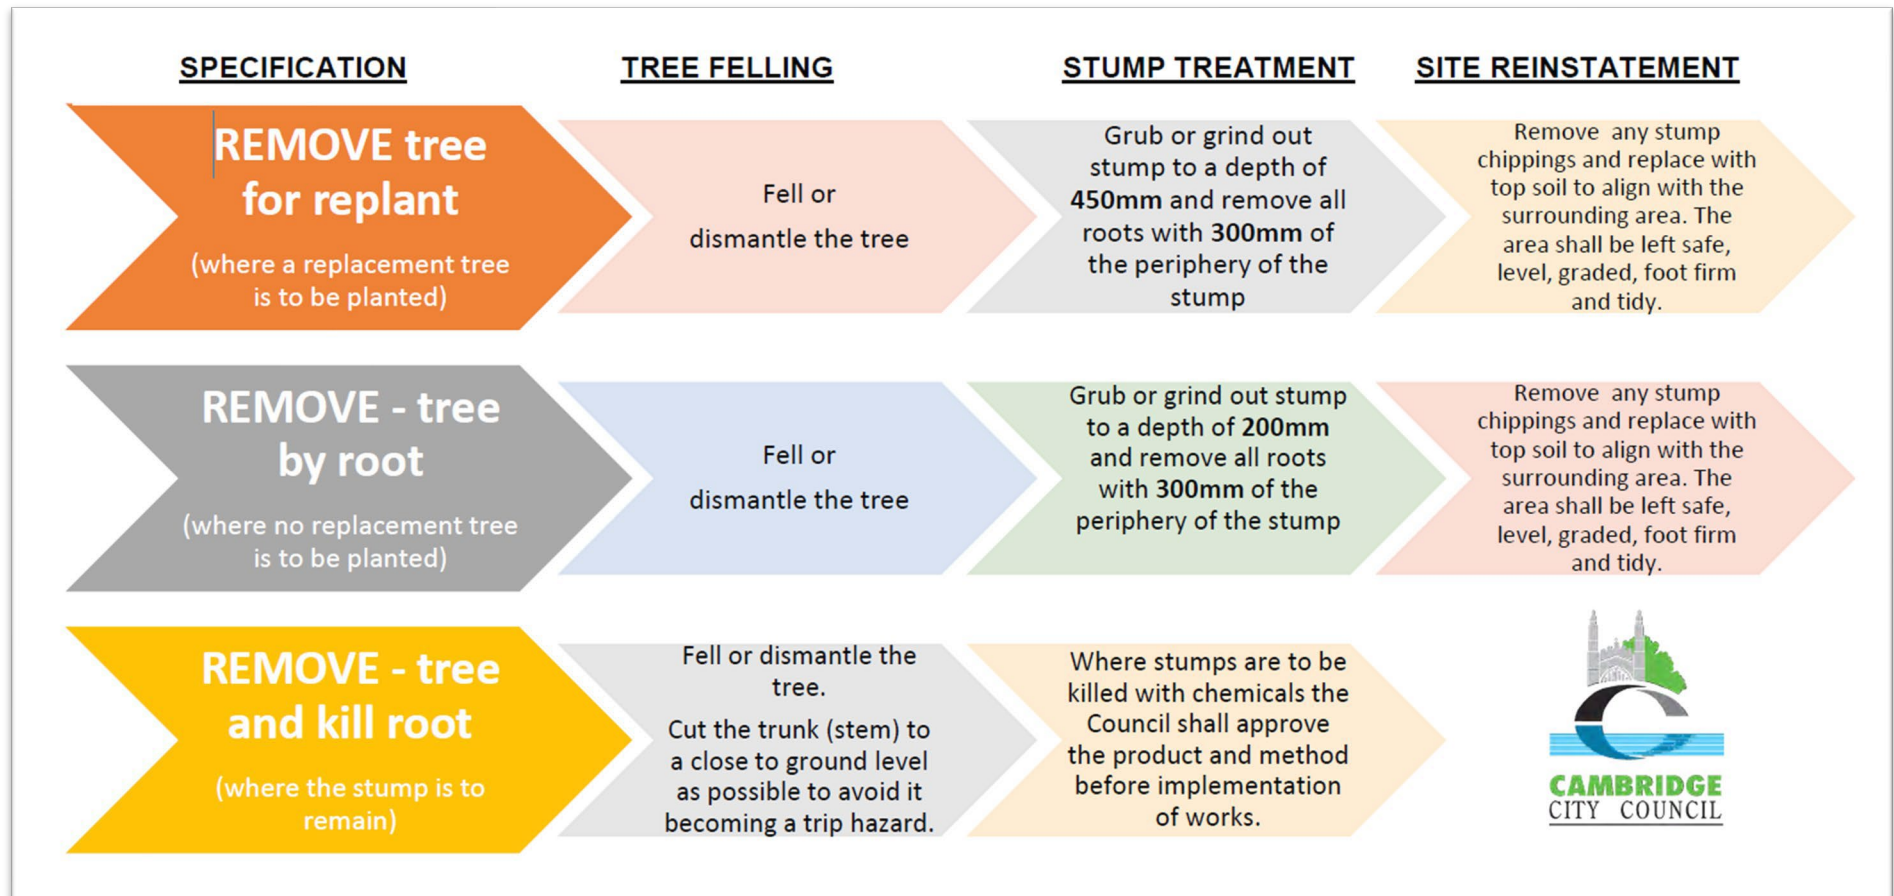 SPECIFICATION
TREE FELLING
STUMP TREATMENT
SITE REINSTATEMENT
REMOVE tree
for replant
(where a replacement tree
is to be planted)
Fell or
dismantle the tree
Grub or grind out
stump to a depth of
450mm and remove all
roots with 300mm of
the periphery of the
stump
Remove any stump
chippings and replace with
top soil to align with the
surrounding area. The
area shall be left safe,
level, graded, foot firm
and tidy.
REMOVE - tree
by root
(where no replacement tree
is to be planted)
Fell or
dismantle the tree
Grub or grind out stump
to a depth of 200mm
and remove all roots
with 300mm of the
periphery of the stump
Remove any stump
chippings and replace with
top soil to align with the
surrounding area. The
area shall be left safe,
level, graded, foot firm
and tidy.
REMOVE - tree
and kill root
(where the stump is to
remain)
Fell or dismantle the
tree.
Cut the trunk (stem) to
a close to ground level
as possible to avoid it
becoming a trip hazard.
Where stumps are to be
killed with chemicals the
Council shall approve
the product and method
before implementation
of works.
CAMBRIDGE
CITY COUNCIL